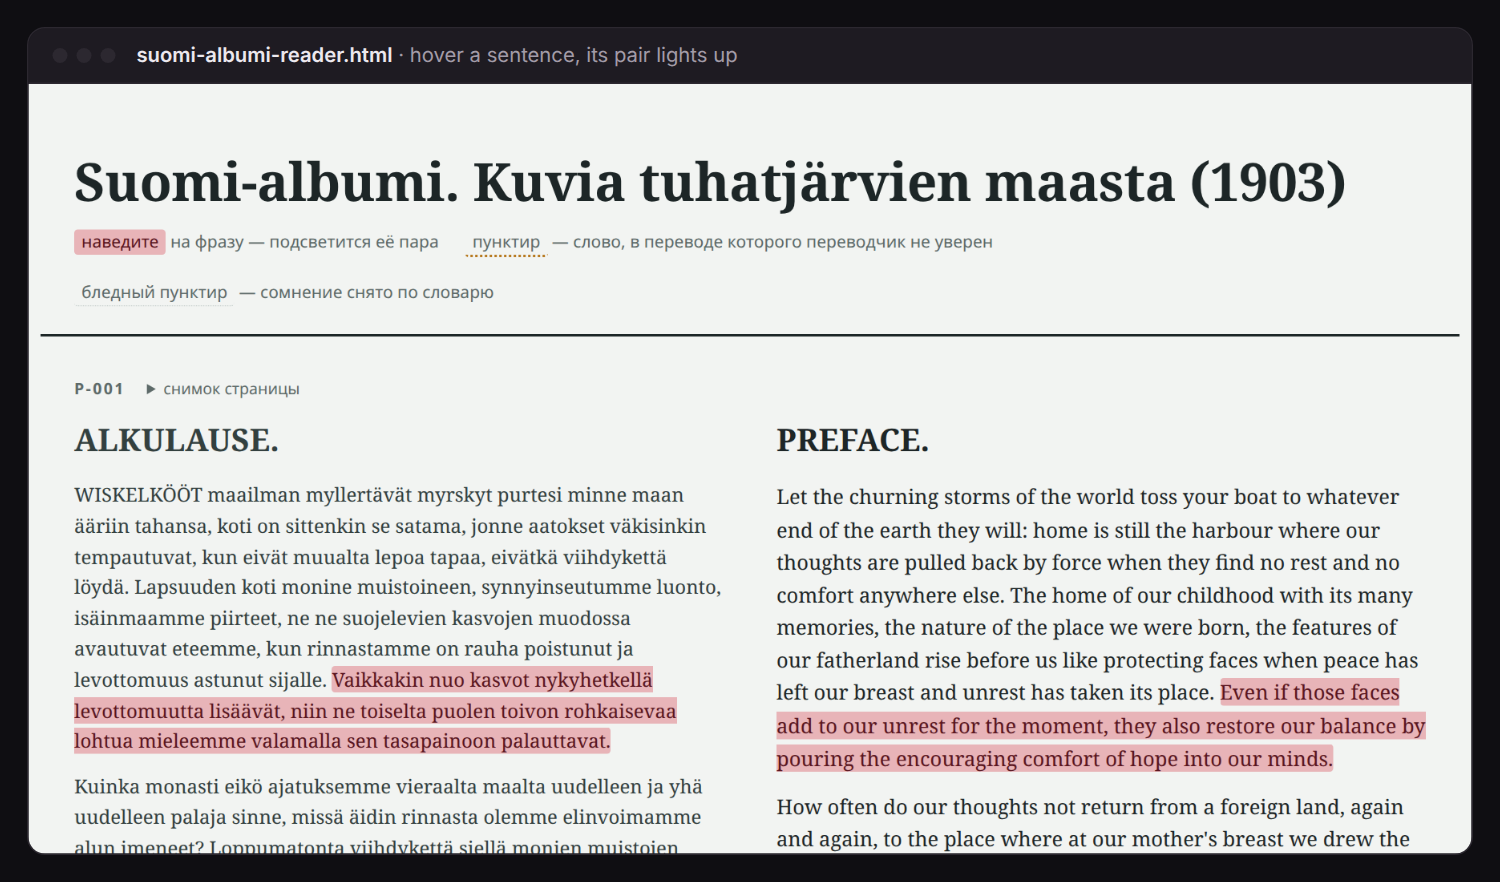 suomi-albumi-reader.html · hover a sentence, its pair lights up
Suomi-albumi. Kuvia tuhatjärvien maasta (1903)
наведите на фразу — подсветится её пара пунктир — слово, в переводе которого переводчик не уверен
бледный пунктир — сомнение снято по словарю
P-001 ▶ снимок страницы
ALKULAUSE.
WISKELKÖÖT maailman myllertävät myrskyt purtesi minne maan
ääriin tahansa, koti on sittenkin se satama, jonne aatokset väkisinkin
tempautuvat, kun eivät muualta lepoa tapaa, eivätkä viihdykettä
löydä. Lapsuuden koti monine muistoineen, synnyinseutumme luonto,
isäinmaamme piirteet, ne ne suojelevien kasvojen muodossa
avautuvat eteemme, kun rinnastamme on rauha poistunut ja
levottomuus astunut sijalle. Vaikkakin nuo kasvot nykyhetkellä
levottomuutta lisäävät, niin ne toiselta puolen toivon rohkaisevaa
lohtua mieleemme valamalla sen tasapainoon palauttavat.
Kuinka monasti eikö ajatuksemme vieraalta maalta uudelleen ja yhä
uudelleen palaja sinne, missä äidin rinnasta olemme elinvoimamme
alun imeneet? Loppumatonta viihdykettä siellä monien muistojen
PREFACE.
Let the churning storms of the world toss your boat to whatever
end of the earth they will: home is still the harbour where our
thoughts are pulled back by force when they find no rest and no
comfort anywhere else. The home of our childhood with its many
memories, the nature of the place we were born, the features of
our fatherland rise before us like protecting faces when peace has
left our breast and unrest has taken its place. Even if those faces
add to our unrest for the moment, they also restore our balance by
pouring the encouraging comfort of hope into our minds.
How often do our thoughts not return from a foreign land, again
and again, to the place where at our mother's breast we drew the